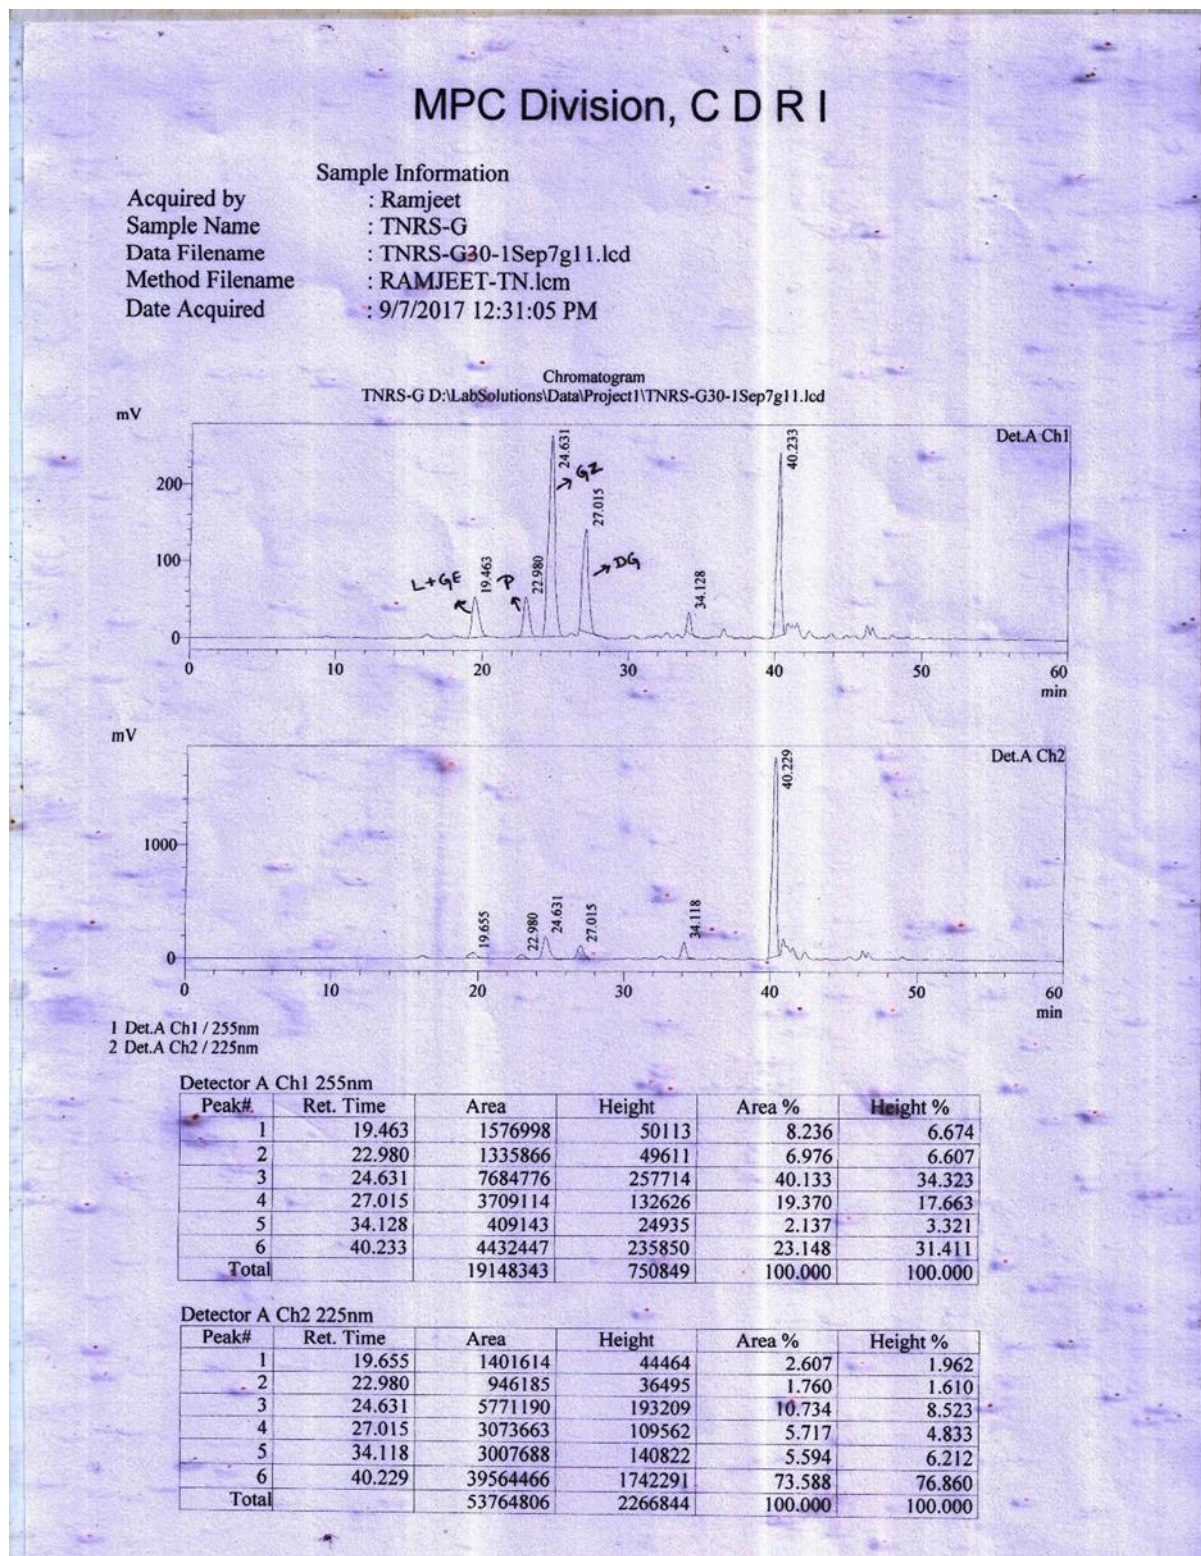 MPC Division, C D R I
Sample Information
Acquired by : Ramjeet
Sample Name : TNRS-G
Data Filename : TNRS-G30-1Sep7g11.lcd
Method Filename : RAMJEET-TN.lcm
Date Acquired : 9/7/2017 12:31:05 PM
Chromatogram
TNRS-G D:\LabSolutions\Data\Project1\TNRS-G30-1Sep7g11.lcd
mV
Det.A Ch1
200
100
0
L+GE
19.463
P
22.980
24.631
GZ
27.015
DG
34.128
40.233
0 10 20 30 40 50 60
min
mV
Det.A Ch2
1000
0
19.655
22.980
24.631
27.015
34.118
40.229
0 10 20 30 40 50 60
min
1 Det.A Ch1 / 255nm
2 Det.A Ch2 / 225nm
Detector A Ch1 255nm
Peak# Ret. Time Area Height Area % Height %
1 19.463 1576998 50113 8.236 6.674
2 22.980 1335866 49611 6.976 6.607
3 24.631 7684776 257714 40.133 34.323
4 27.015 3709114 132626 19.370 17.663
5 34.128 409143 24935 2.137 3.321
6 40.233 4432447 235850 23.148 31.411
Total 19148343 750849 100.000 100.000
Detector A Ch2 225nm
Peak# Ret. Time Area Height Area % Height %
1 19.655 1401614 44464 2.607 1.962
2 22.980 946185 36495 1.760 1.610
3 24.631 5771190 193209 10.734 8.523
4 27.015 3073663 109562 5.717 4.833
5 34.118 3007688 140822 5.594 6.212
6 40.229 39564466 1742291 73.588 76.860
Total 53764806 2266844 100.000 100.000